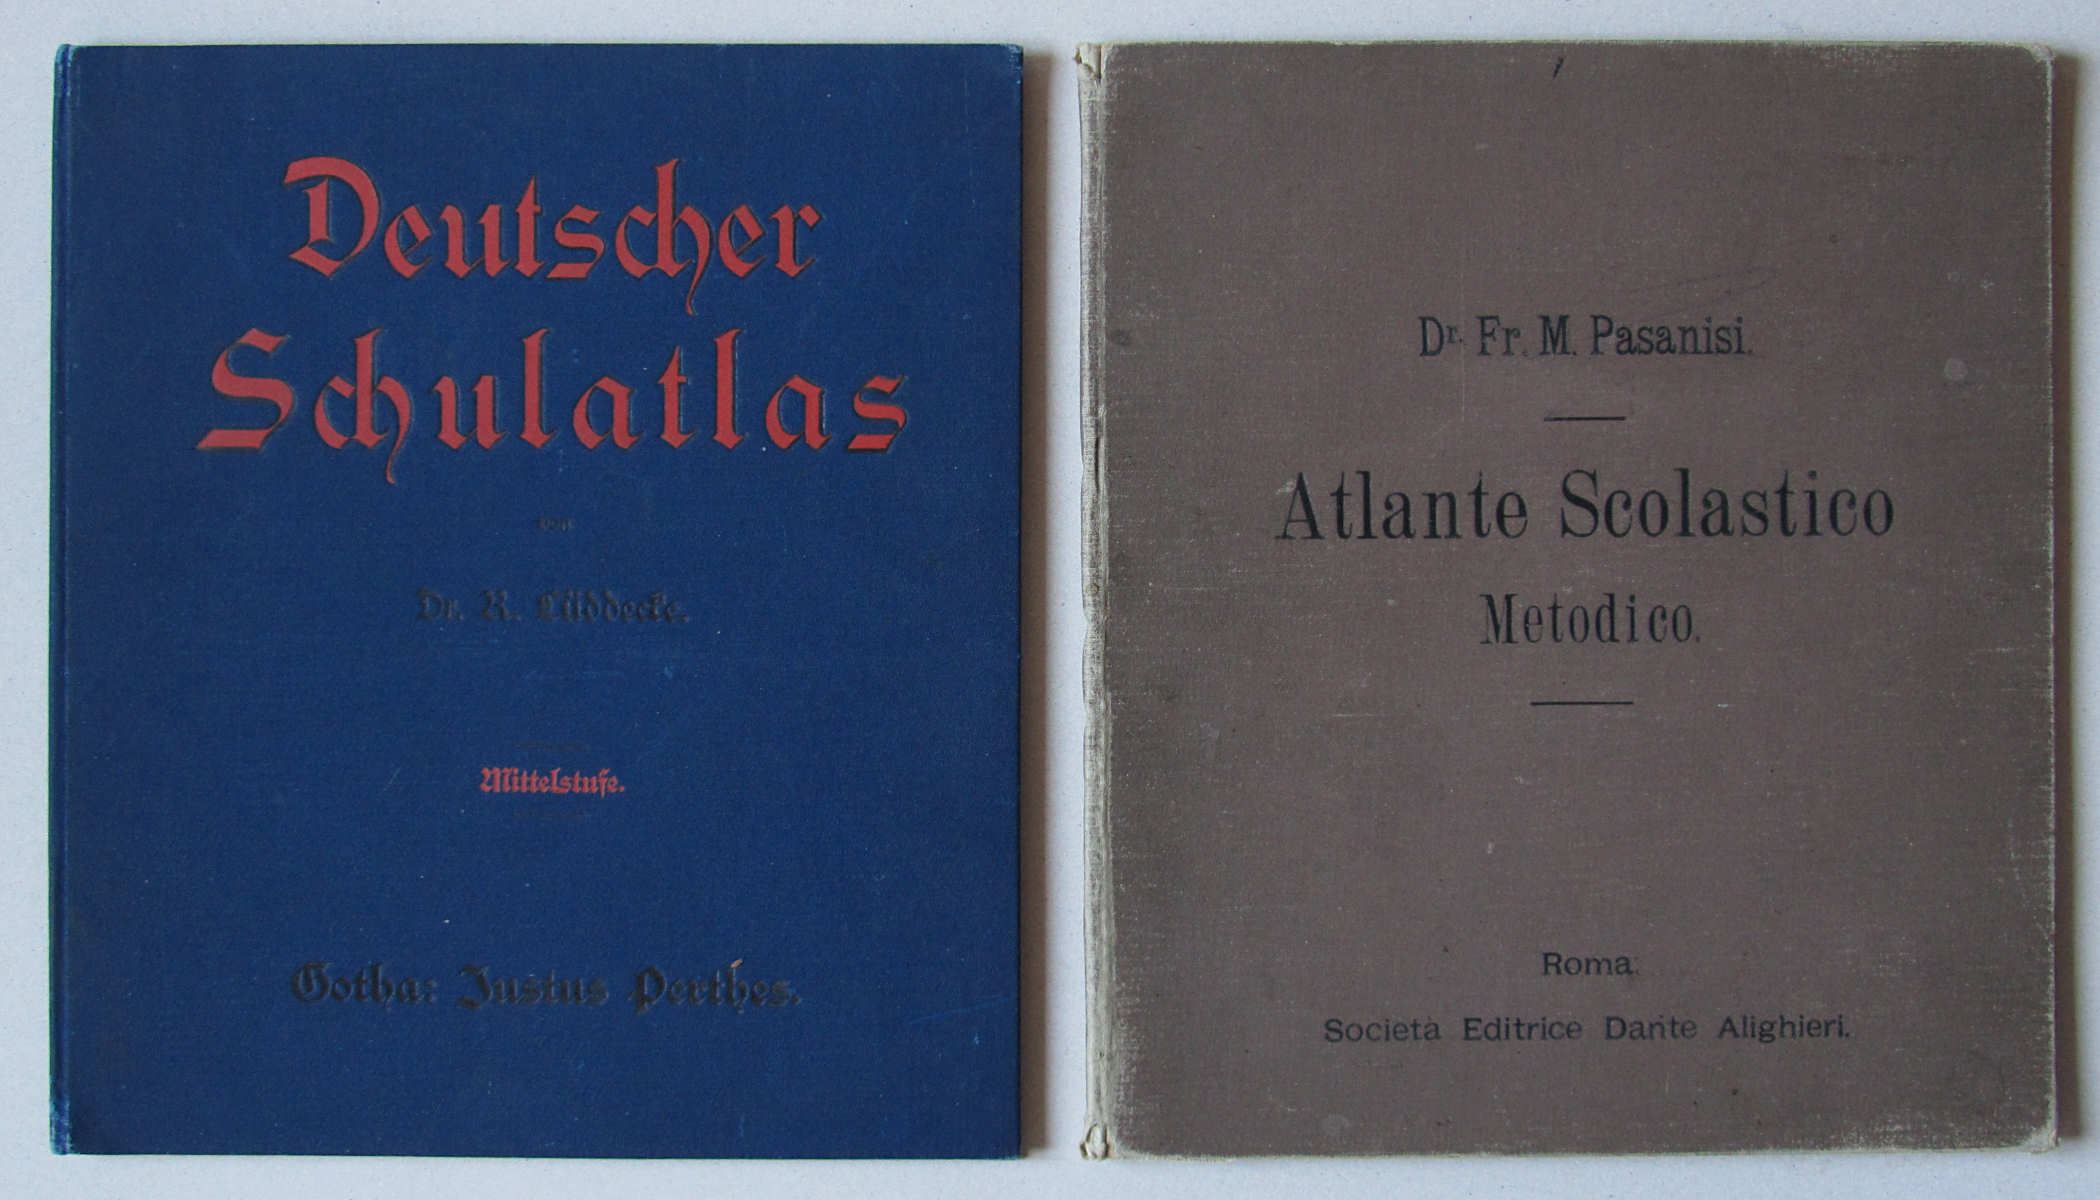 Deutscher
Schulatlas
von
Dr. R. Lüddecke.
Mittelstufe.
Gotha: Justus Perthes.
Dr. Fr. M. Pasanisi.
Atlante Scolastico
Metodico.
Roma.
Società Editrice Dante Alighieri.